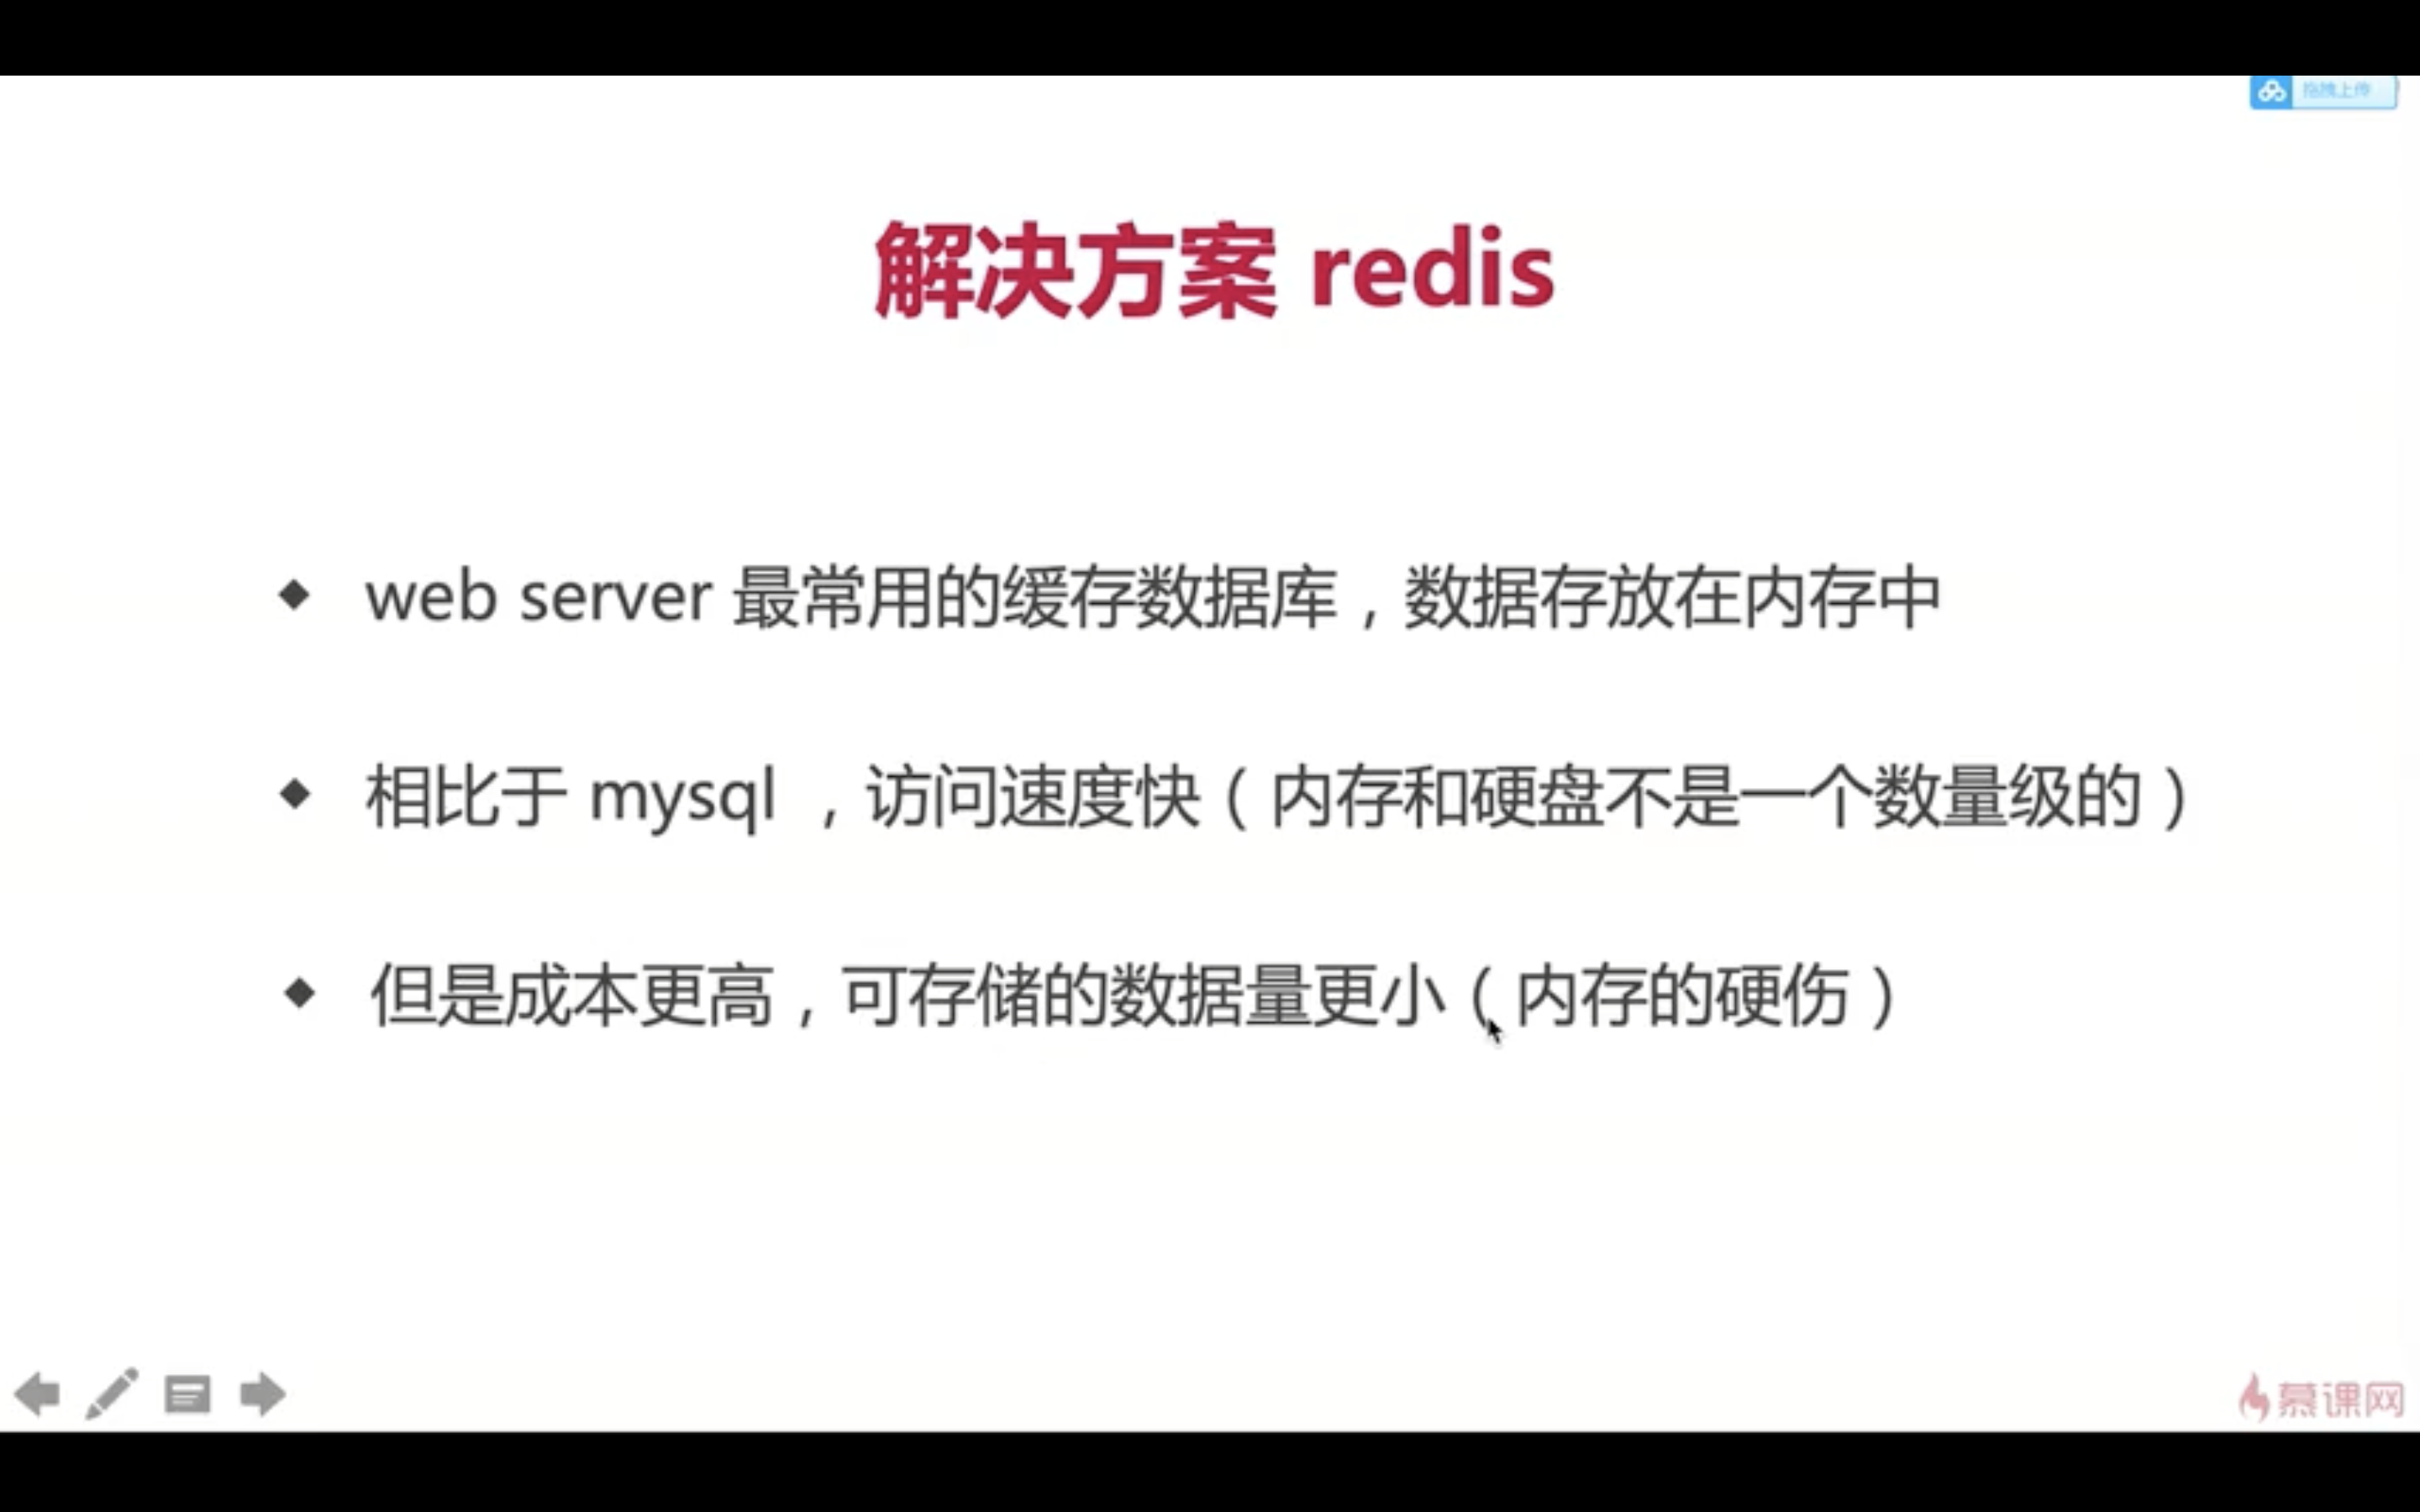 拖拽上传
解决方案 redis
◆ web server 最常用的缓存数据库，数据存放在内存中
◆ 相比于 mysql ，访问速度快（内存和硬盘不是一个数量级的）
◆ 但是成本更高，可存储的数据量更小（内存的硬伤）
慕课网